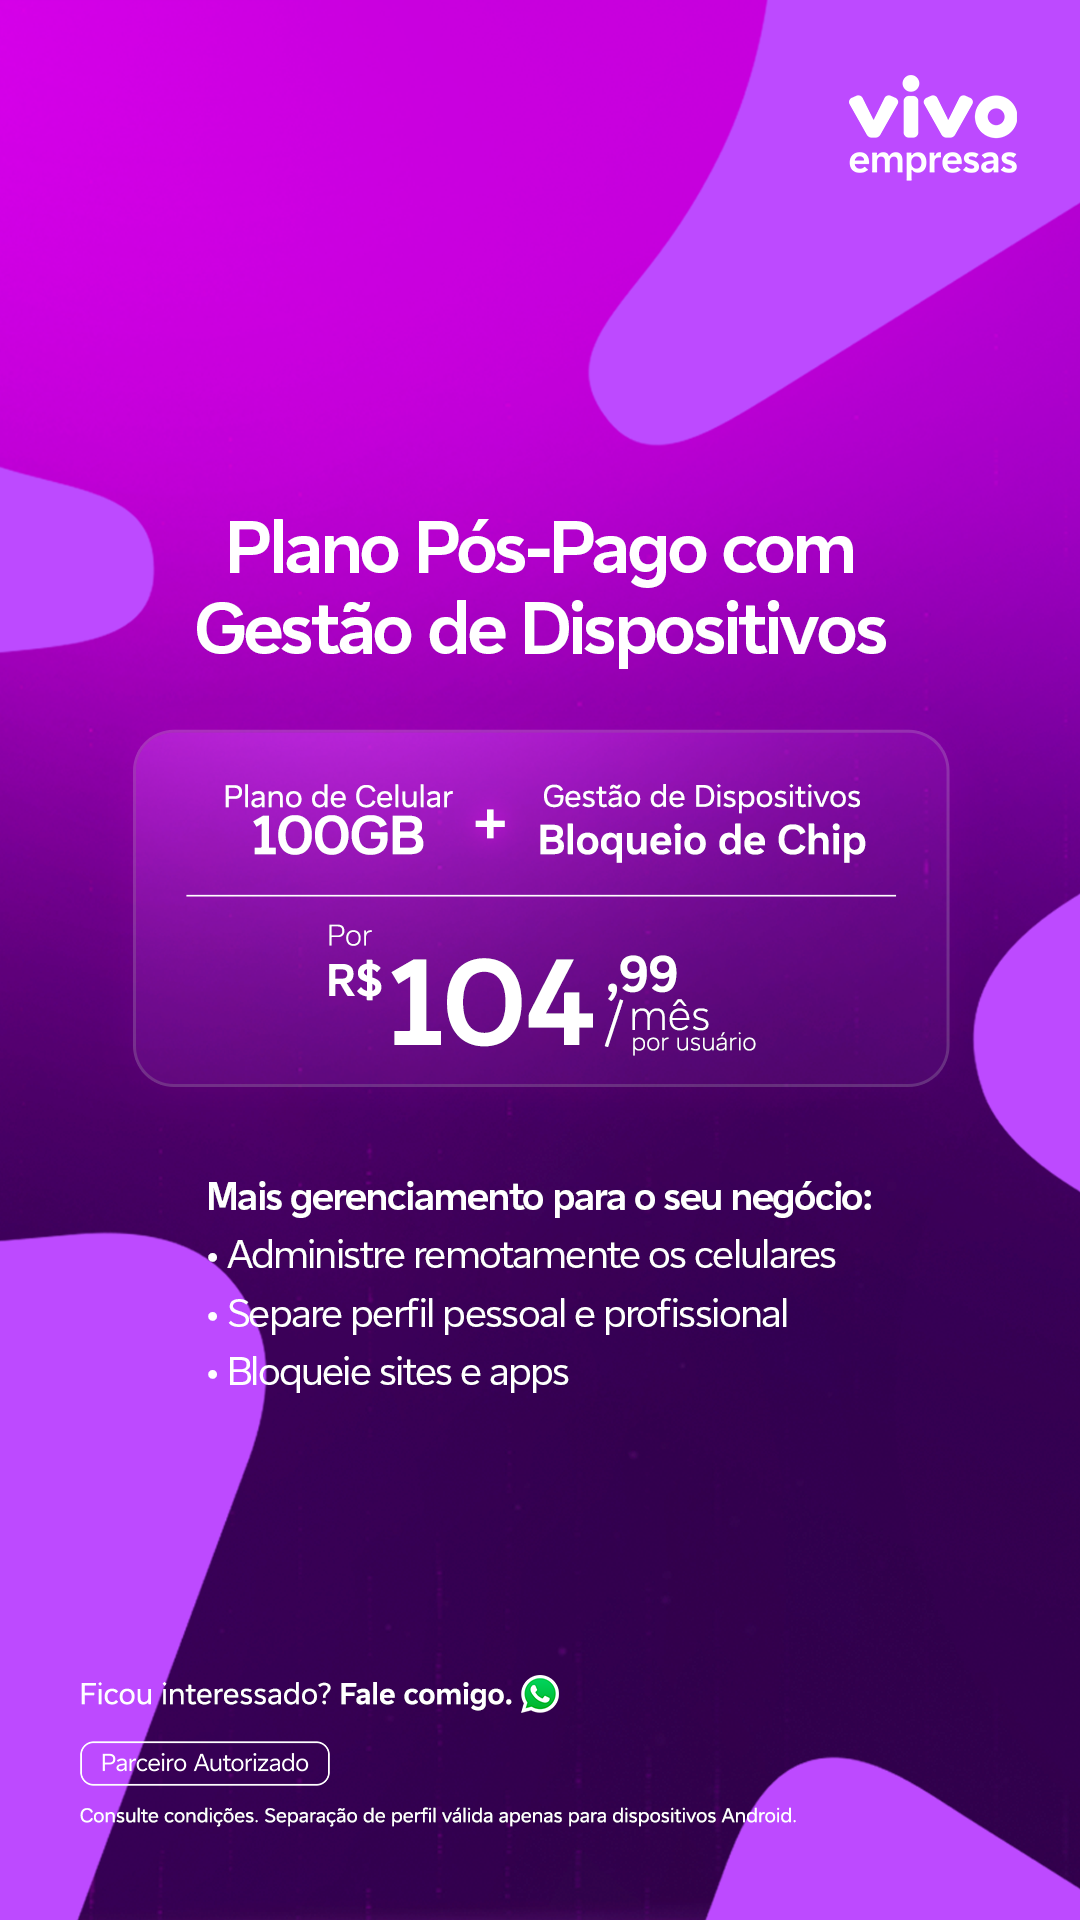 vivo
empresas
Plano Pós-Pago com
Gestão de Dispositivos
Plano de Celular
100GB
+
Gestão de Dispositivos
Bloqueio de Chip
Por
R$ 104,99
/mês
por usuário
Mais gerenciamento para o seu negócio:
• Administre remotamente os celulares
• Separe perfil pessoal e profissional
• Bloqueie sites e apps
Ficou interessado? Fale comigo.
Parceiro Autorizado
Consulte condições. Separação de perfil válida apenas para dispositivos Android.